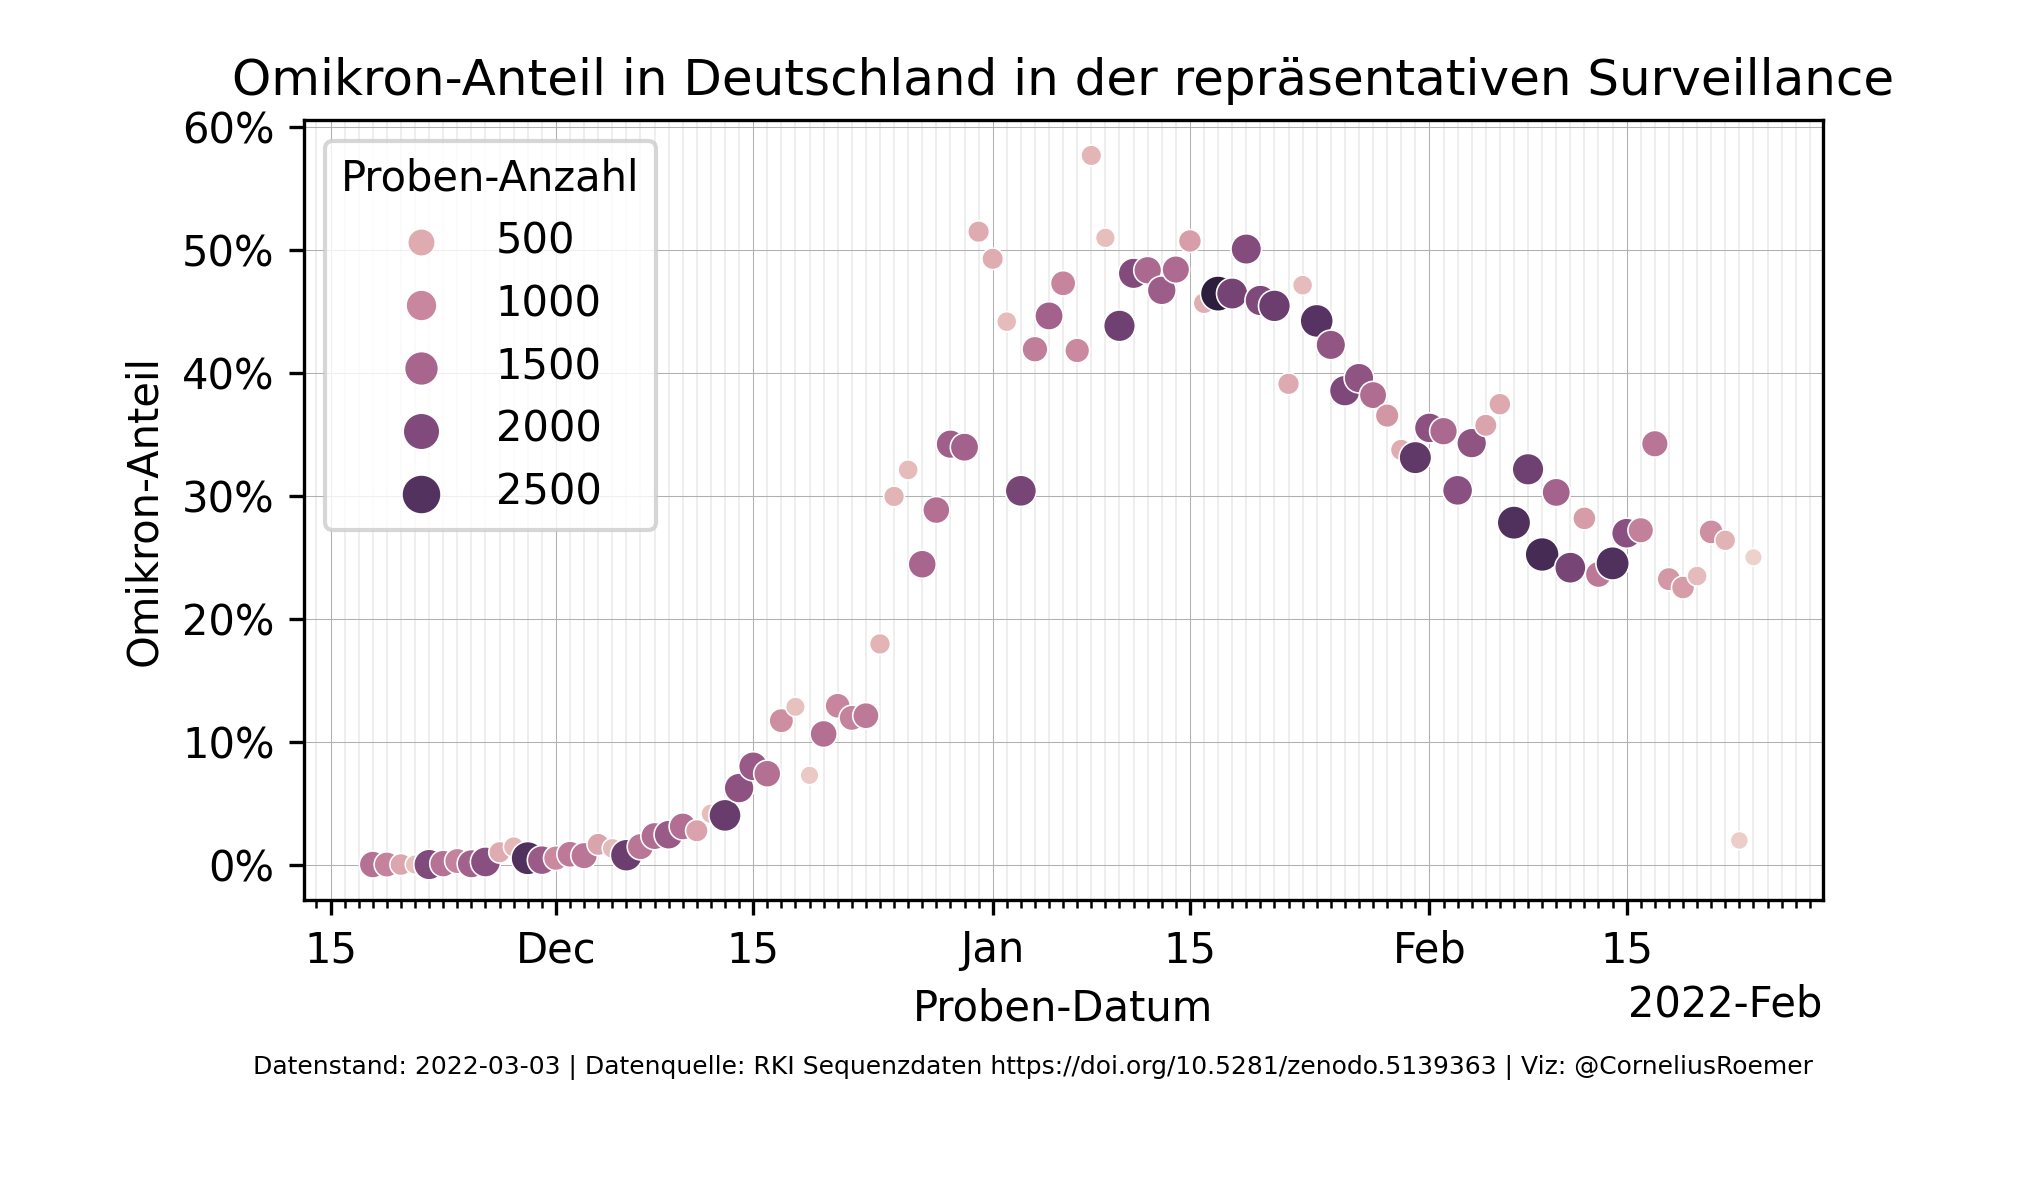 Omikron-Anteil in Deutschland in der repräsentativen Surveillance
60%
50%
40%
30%
20%
10%
0%
Omikron-Anteil
Proben-Anzahl
500
1000
1500
2000
2500
15 Dec 15 Jan 15 Feb 15
2022-Feb
Proben-Datum
Datenstand: 2022-03-03 | Datenquelle: RKI Sequenzdaten https://doi.org/10.5281/zenodo.5139363 | Viz: @CorneliusRoemer